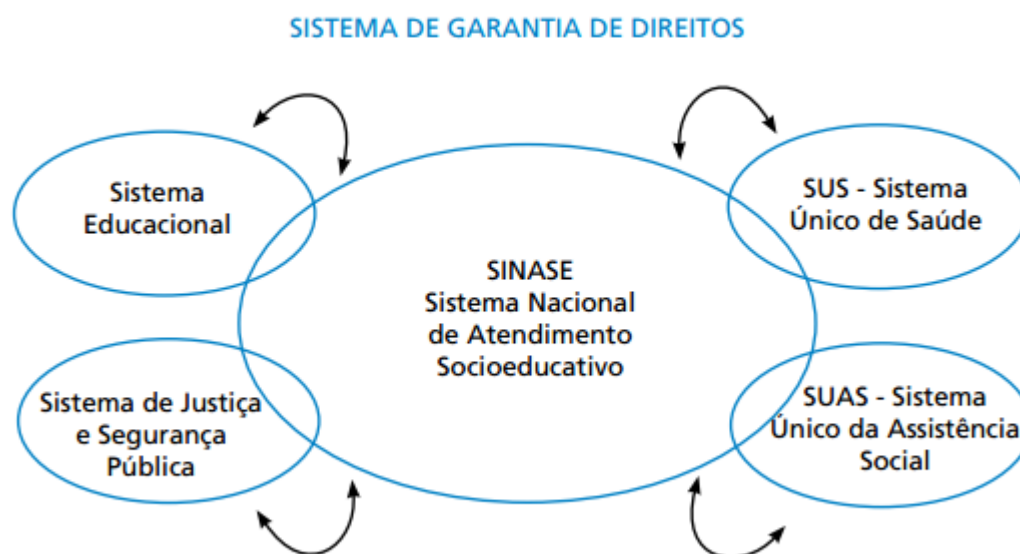 SISTEMA DE GARANTIA DE DIREITOS
Sistema
Educacional
SUS - Sistema
Único de Saúde
SINASE
Sistema Nacional
de Atendimento
Socioeducativo
Sistema de Justiça
e Segurança
Pública
SUAS - Sistema
Único da Assistência
Social